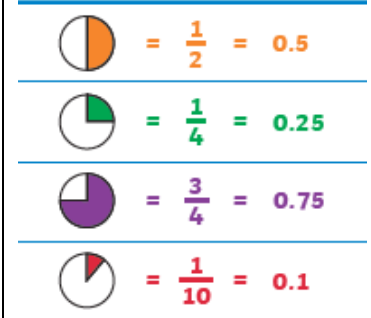 = 1/2 = 0.5
= 1/4 = 0.25
= 3/4 = 0.75
= 1/10 = 0.1